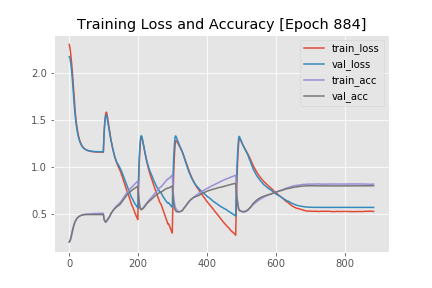 Training Loss and Accuracy [Epoch 884]
train_loss
val_loss
train_acc
val_acc
2.0
1.5
1.0
0.5
0 200 400 600 800